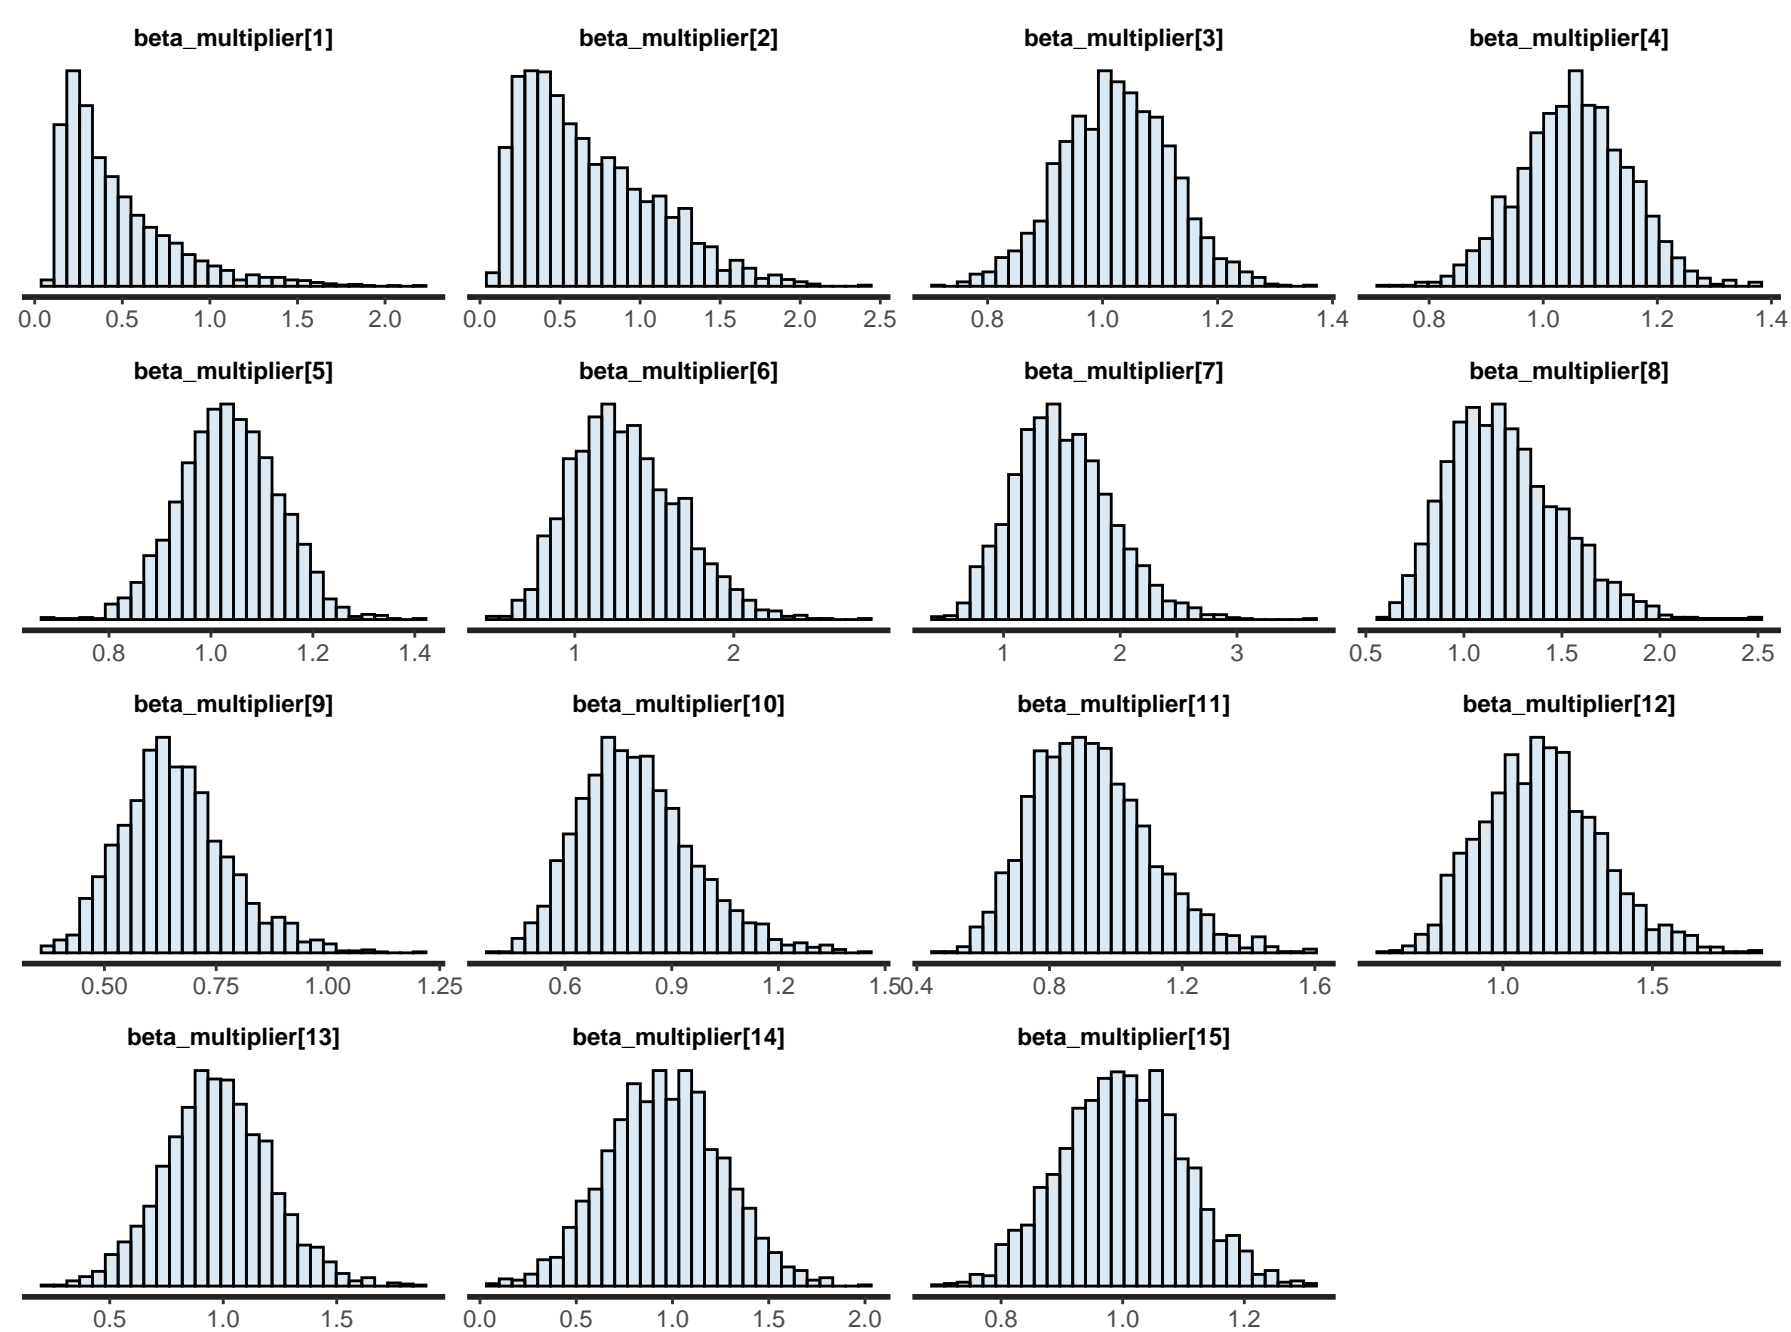 beta_multiplier[1] beta_multiplier[2] beta_multiplier[3] beta_multiplier[4]
0.0 0.5 1.0 1.5 2.0 0.0 0.5 1.0 1.5 2.0 2.5 0.8 1.0 1.2 1.4 0.8 1.0 1.2 1.4
beta_multiplier[5] beta_multiplier[6] beta_multiplier[7] beta_multiplier[8]
0.8 1.0 1.2 1.4 1 2 1 2 3 0.5 1.0 1.5 2.0 2.5
beta_multiplier[9] beta_multiplier[10] beta_multiplier[11] beta_multiplier[12]
0.50 0.75 1.00 1.25 0.6 0.9 1.2 1.5 0.4 0.8 1.2 1.6 1.0 1.5
beta_multiplier[13] beta_multiplier[14] beta_multiplier[15]
0.5 1.0 1.5 0.0 0.5 1.0 1.5 2.0 0.8 1.0 1.2